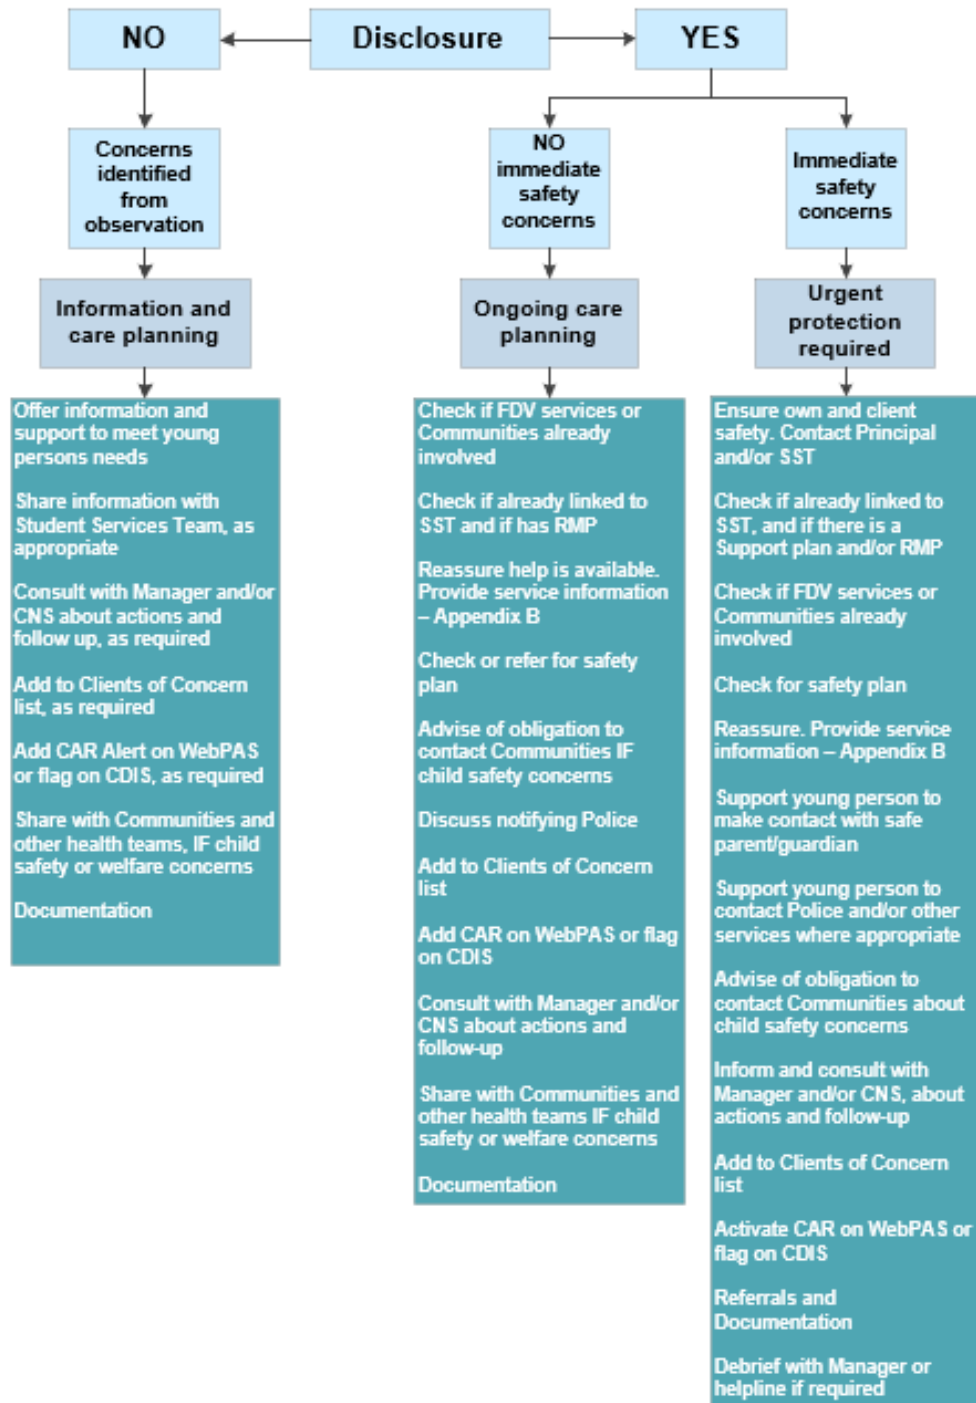 NO
Disclosure
YES
Concerns
identified
from
observation
NO
immediate
safety
concerns
Immediate
safety
concerns
Information and
care planning
Ongoing care
planning
Urgent
protection
required
Offer information and
support to meet young
persons needs
Share information with
Student Services Team, as
appropriate
Consult with Manager and/or
CNS about actions and
follow up, as required
Add to Clients of Concern
list, as required
Add CAR Alert on WebPAS
or flag on CDIS, as required
Share with Communities and
other health teams, IF child
safety or welfare concerns
Documentation
Check if FDV services or
Communities already
involved
Check if already linked to
SST and if has RMP
Reassure help is available.
Provide service information
– Appendix B
Check or refer for safety
plan
Advise of obligation to
contact Communities IF
child safety concerns
Discuss notifying Police
Add to Clients of Concern
list
Add CAR on WebPAS or flag
on CDIS
Consult with Manager and/or
CNS about actions and
follow-up
Share with Communities and
other health teams IF child
safety or welfare concerns
Documentation
Ensure own and client
safety. Contact Principal
and/or SST
Check if already linked to
SST, and if there is a
Support plan and/or RMP
Check if FDV services or
Communities already
involved
Check for safety plan
Reassure. Provide service
information – Appendix B
Support young person to
make contact with safe
parent/guardian
Support young person to
contact Police and/or other
services where appropriate
Advise of obligation to
contact Communities about
child safety concerns
Inform and consult with
Manager and/or CNS, about
actions and follow-up
Add to Clients of Concern
list
Activate CAR on WebPAS or
flag on CDIS
Referrals and
Documentation
Debrief with Manager or
helpline if required